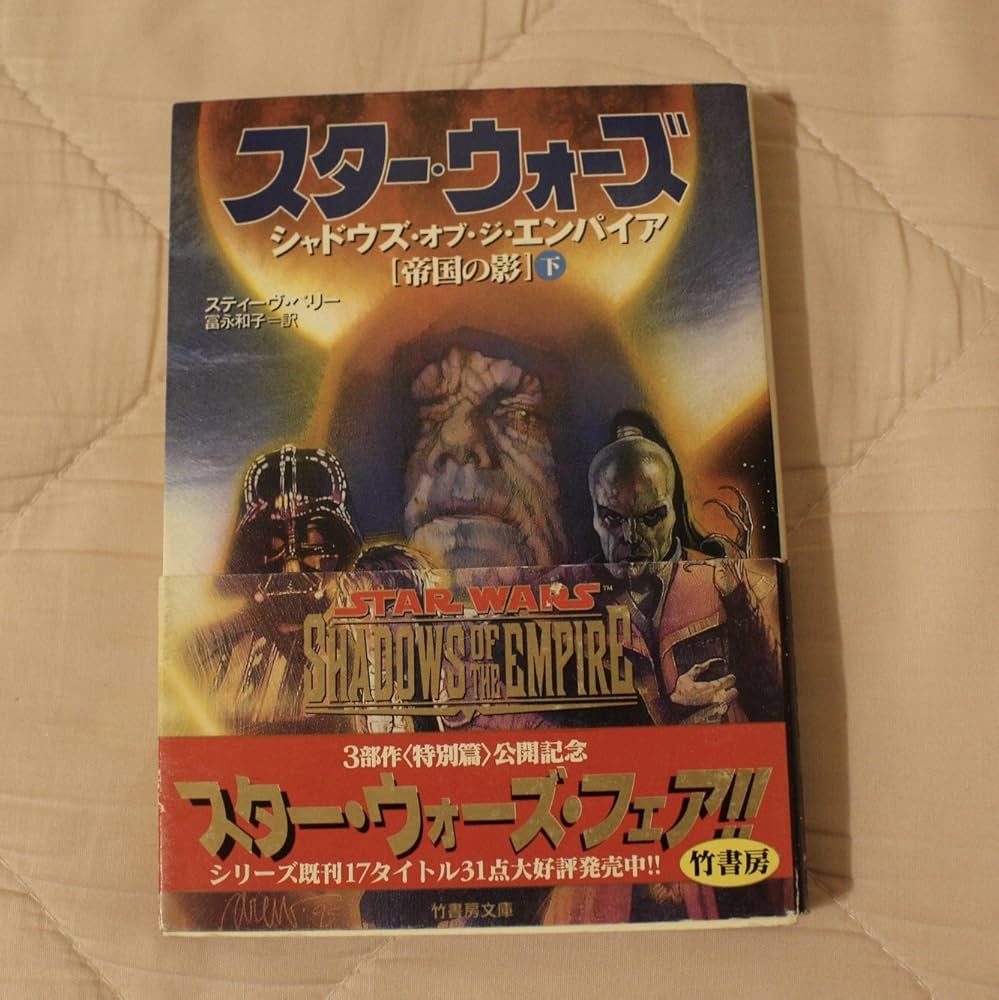 スター・ウォーズ
シャドウズ・オブ・ジ・エンパイア
［帝国の影］下
スティーヴ・ペリー
冨永和子＝訳
STAR WARS™
SHADOWS OF THE EMPIRE
3部作〈特別篇〉公開記念
スター・ウォーズ・フェア!!
シリーズ既刊17タイトル31点大好評発売中!!
竹書房
竹書房文庫